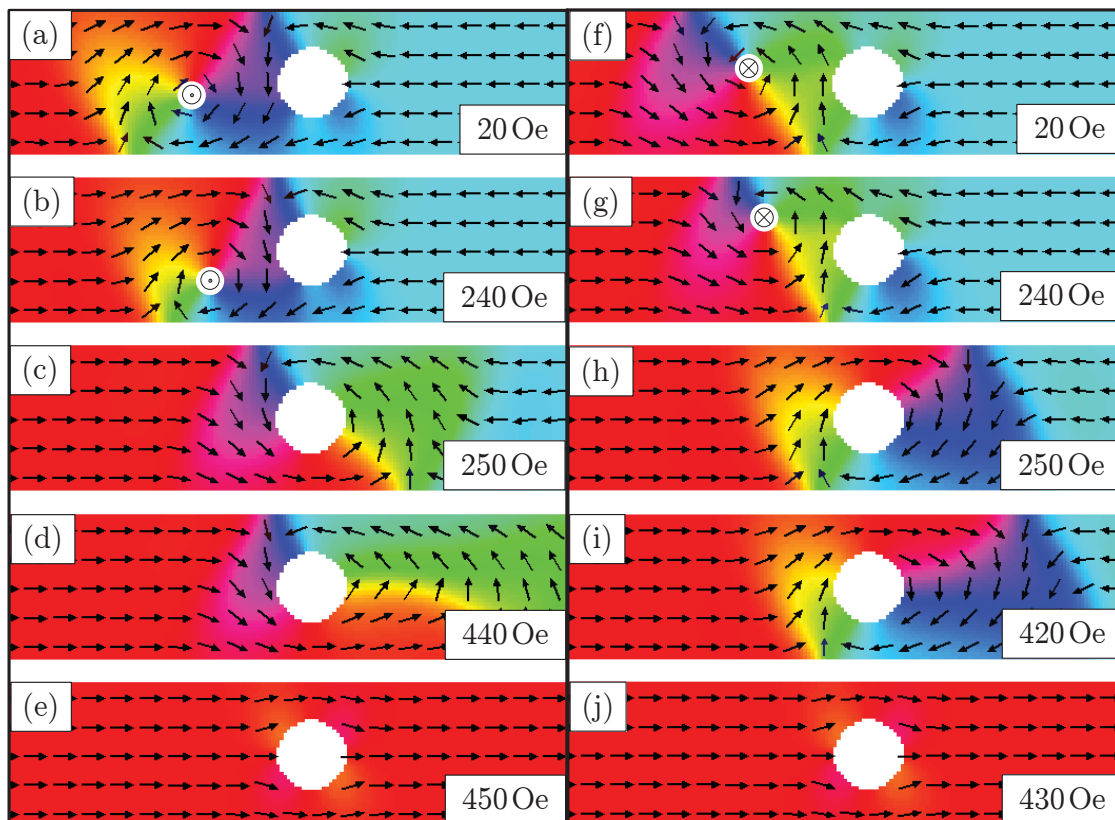 (a)
20 Oe
(b)
240 Oe
(c)
250 Oe
(d)
440 Oe
(e)
450 Oe
(f)
20 Oe
(g)
240 Oe
(h)
250 Oe
(i)
420 Oe
(j)
430 Oe